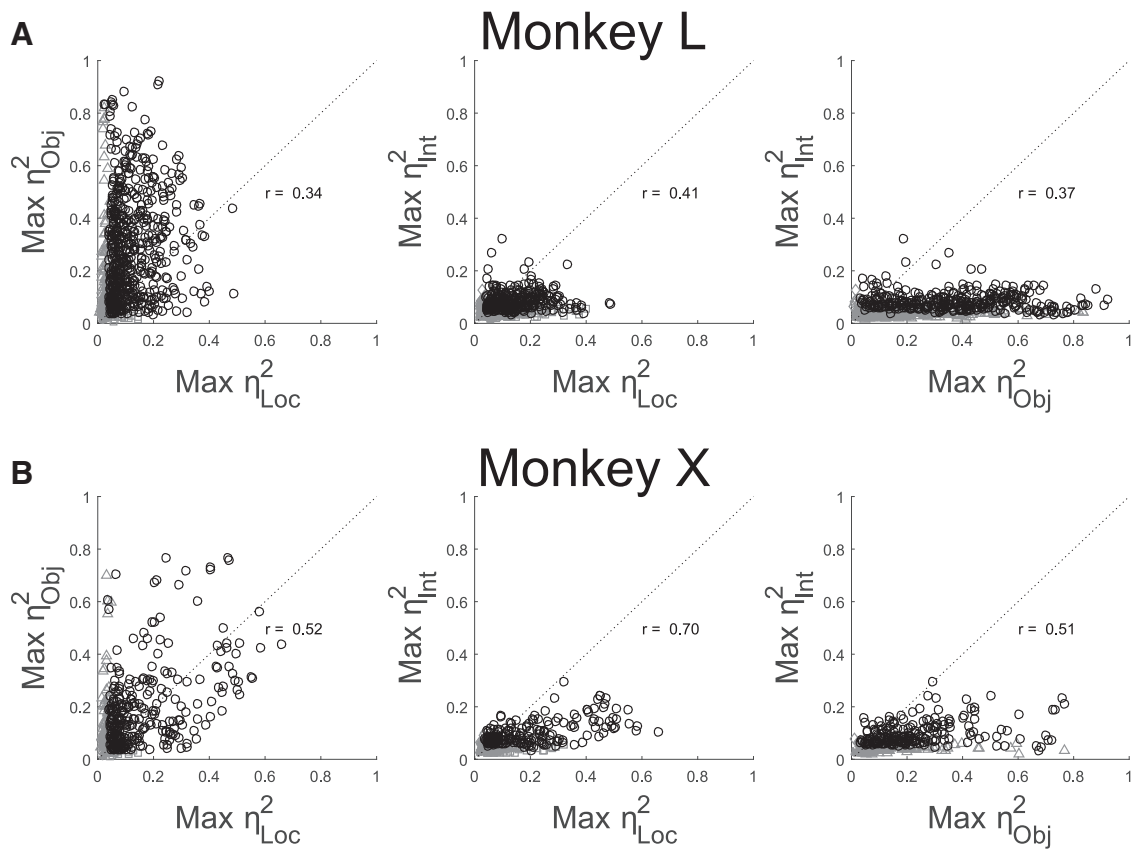 A
Monkey L
1
0.8
0.6
0.4
0.2
0
0 0.2 0.4 0.6 0.8 1
Max η²Obj
Max η²Loc
r = 0.34
1
0.8
0.6
0.4
0.2
0
0 0.2 0.4 0.6 0.8 1
Max η²Int
Max η²Loc
r = 0.41
1
0.8
0.6
0.4
0.2
0
0 0.2 0.4 0.6 0.8 1
Max η²Int
Max η²Obj
r = 0.37
B
Monkey X
1
0.8
0.6
0.4
0.2
0
0 0.2 0.4 0.6 0.8 1
Max η²Obj
Max η²Loc
r = 0.52
1
0.8
0.6
0.4
0.2
0
0 0.2 0.4 0.6 0.8 1
Max η²Int
Max η²Loc
r = 0.70
1
0.8
0.6
0.4
0.2
0
0 0.2 0.4 0.6 0.8 1
Max η²Int
Max η²Obj
r = 0.51